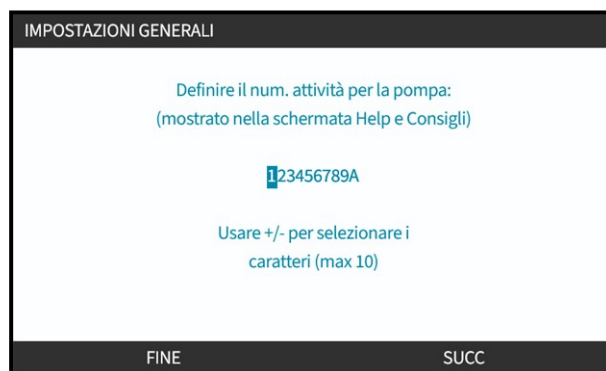 IMPOSTAZIONI GENERALI
Definire il num. attività per la pompa:
(mostrato nella schermata Help e Consigli)
123456789A
Usare +/- per selezionare i
caratteri (max 10)
FINE SUCC